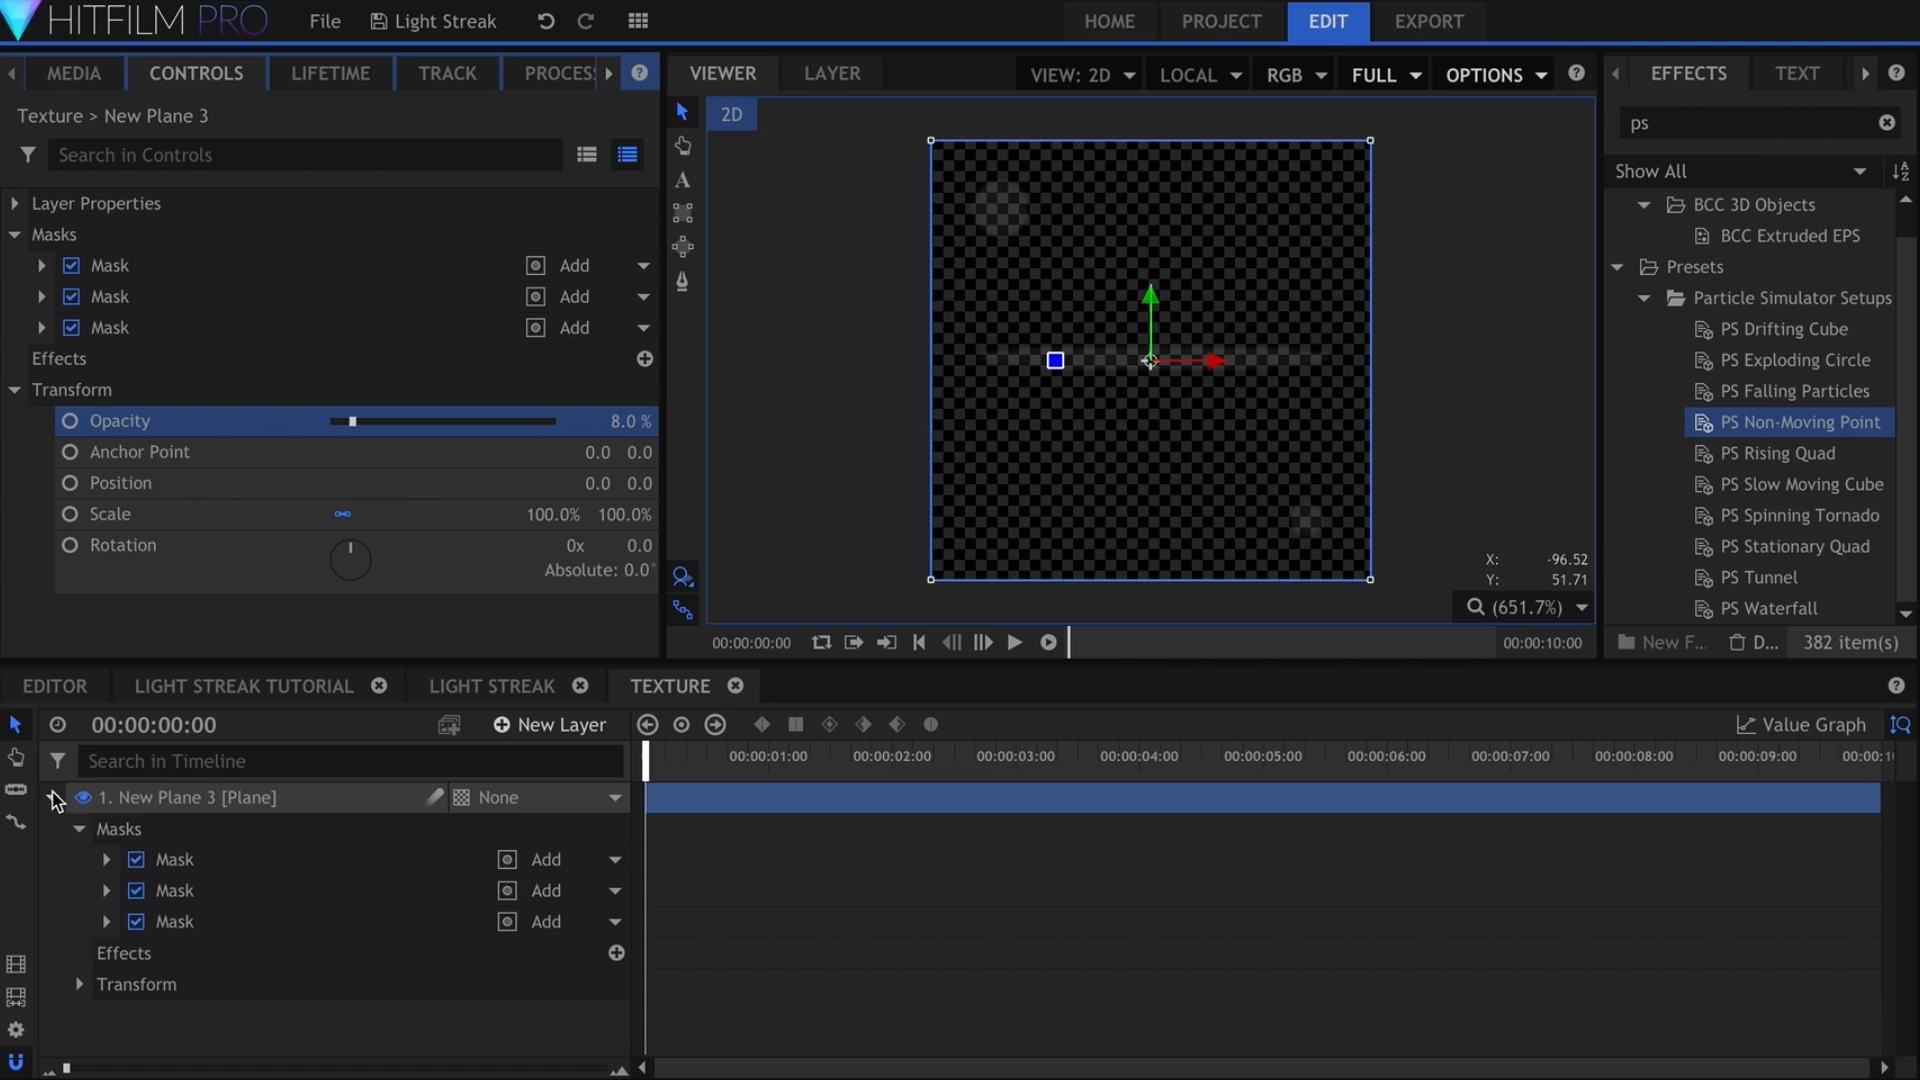 HITFILM PRO File Light Streak HOME PROJECT EDIT EXPORT
MEDIA CONTROLS LIFETIME TRACK PROCES
Texture > New Plane 3
Search in Controls
Layer Properties
Masks
Mask Add
Mask Add
Mask Add
Effects
Transform
Opacity 8.0 %
Anchor Point 0.0 0.0
Position 0.0 0.0
Scale 100.0% 100.0%
Rotation 0x 0.0
Absolute: 0.0°
VIEWER LAYER VIEW: 2D LOCAL RGB FULL OPTIONS
2D
X: -96.52
Y: 51.71
(651.7%)
00:00:00:00 00:00:10:00
EFFECTS TEXT
ps
Show All
BCC 3D Objects
BCC Extruded EPS
Presets
Particle Simulator Setups
PS Drifting Cube
PS Exploding Circle
PS Falling Particles
PS Non-Moving Point
PS Rising Quad
PS Slow Moving Cube
PS Spinning Tornado
PS Stationary Quad
PS Tunnel
PS Waterfall
New F... D... 382 item(s)
EDITOR LIGHT STREAK TUTORIAL LIGHT STREAK TEXTURE
00:00:00:00 New Layer Value Graph
Search in Timeline
00:00:01:00 00:00:02:00 00:00:03:00 00:00:04:00 00:00:05:00 00:00:06:00 00:00:07:00 00:00:08:00 00:00:09:00 00:00:1
1. New Plane 3 [Plane] None
Masks
Mask Add
Mask Add
Mask Add
Effects
Transform